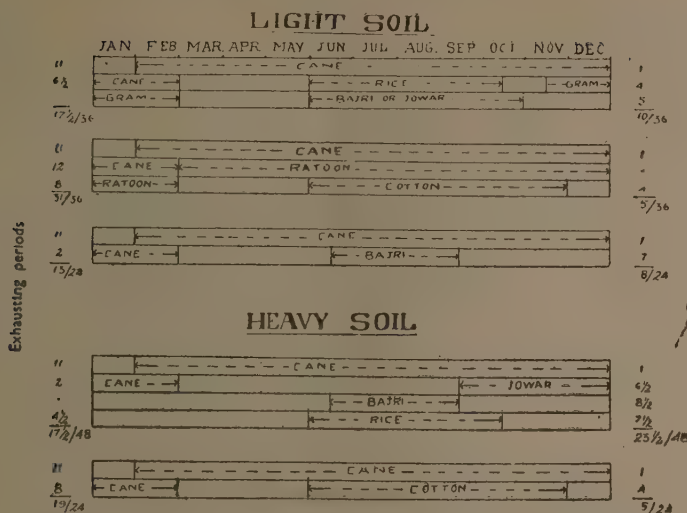 LIGHT SOIL
JAN FEB MAR. APR. MAY JUN JUL AUG. SEP OCT NOV DEC
11 CANE 1
6½ CANE RICE GRAM 4
GRAM BAJRI OR JOWAR 5
17½/36 10/36
11 CANE 1
12 CANE RATOON -
8 RATOON COTTON 4
31/36 5/36
11 CANE 1
2 CANE BAJRI 7
13/24 8/24
Exhausting periods
HEAVY SOIL
11 CANE 1
2 CANE JOWAR 6½
- BAJRI 8½
4½ RICE 7½
17½/48 23½/48
11 CANE 1
8 CANE COTTON 4
19/24 5/24